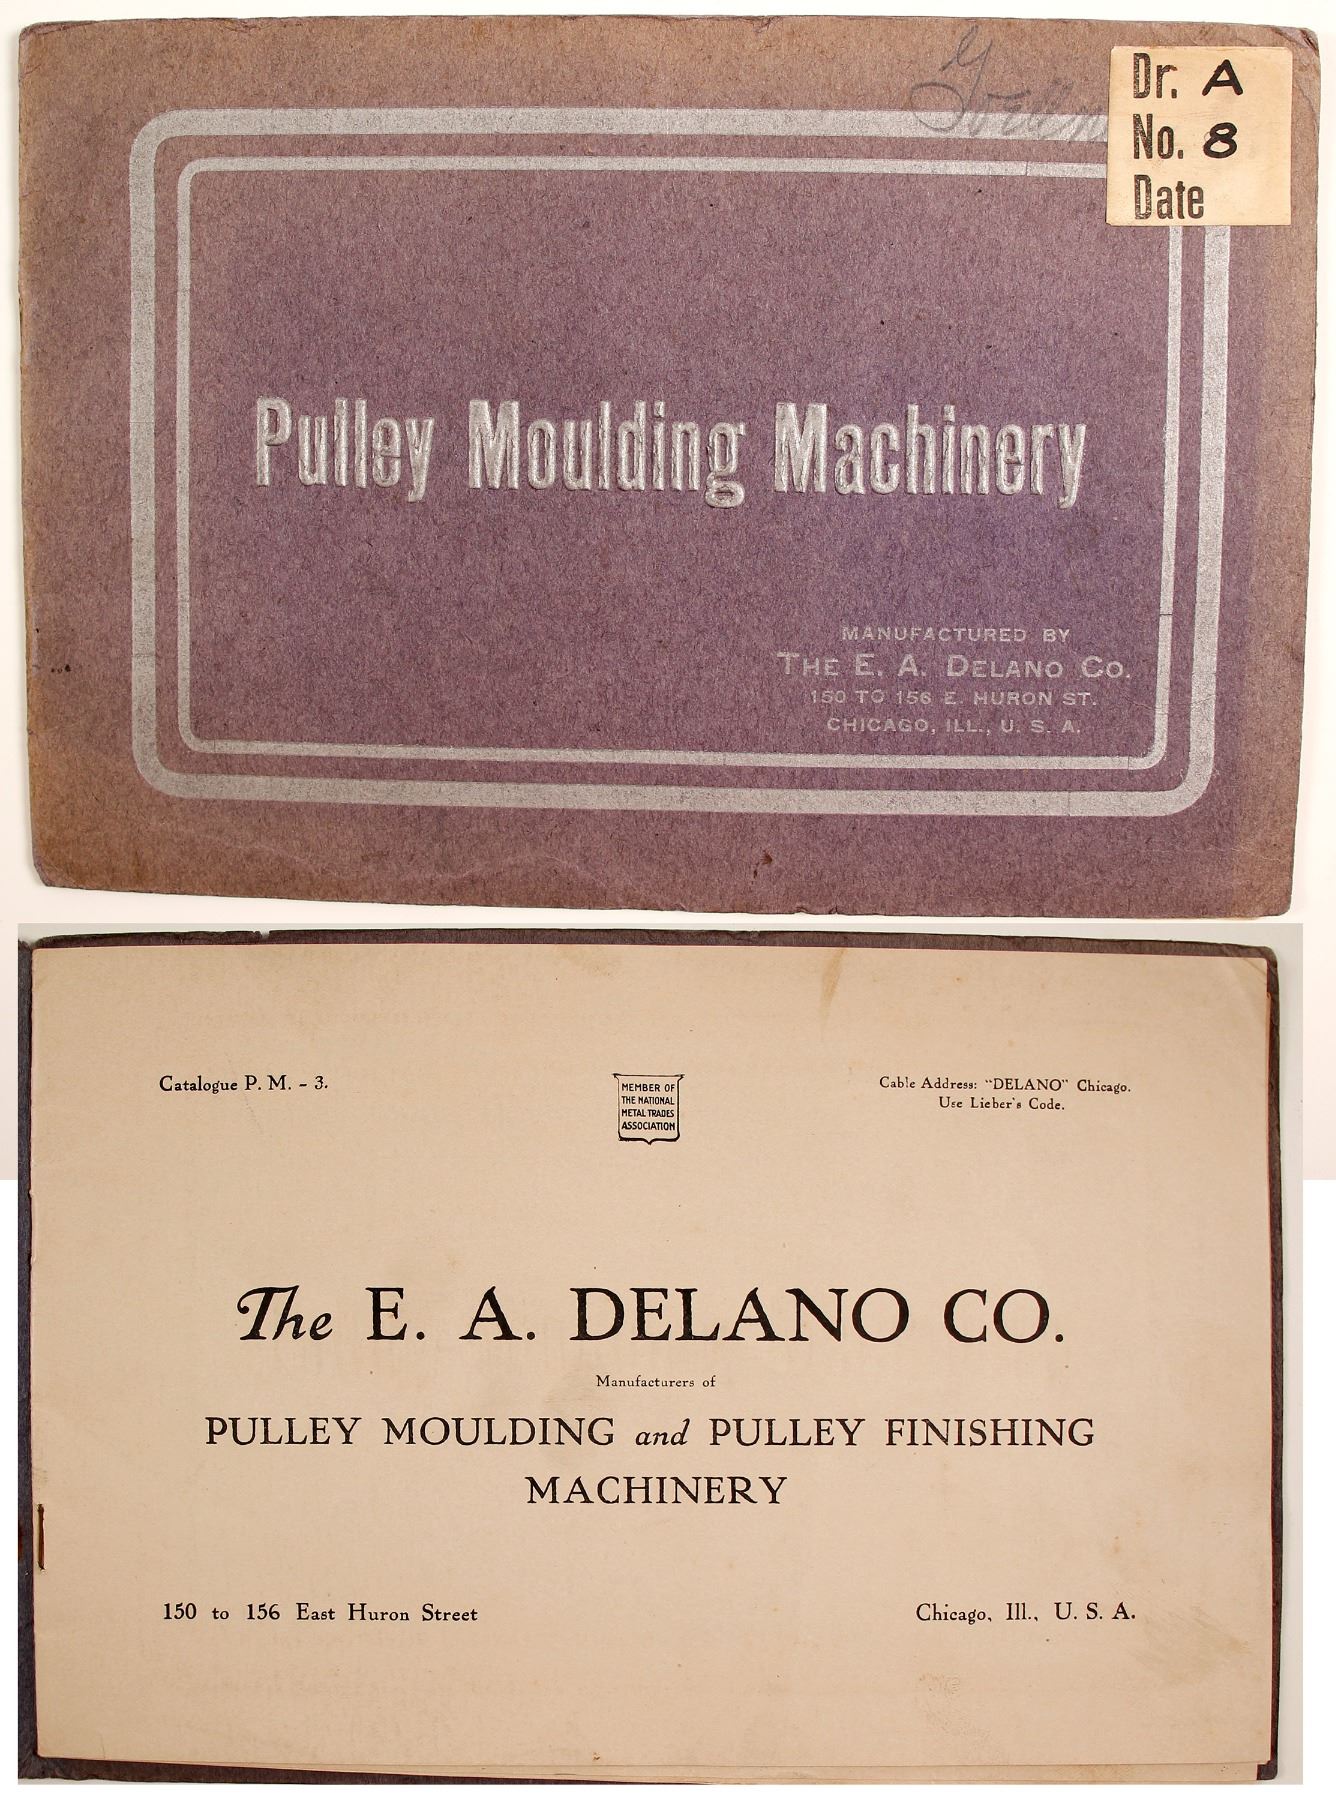 Dr. A
No. 8
Date
Pulley Moulding Machinery
MANUFACTURED BY
THE E. A. DELANO CO.
150 TO 156 E. HURON ST.
CHICAGO, ILL., U. S. A.
Catalogue P. M. - 3.
MEMBER OF
THE NATIONAL
METAL TRADES
ASSOCIATION
Cable Address: "DELANO" Chicago.
Use Lieber's Code.
The E. A. DELANO CO.
Manufacturers of
PULLEY MOULDING and PULLEY FINISHING
MACHINERY
150 to 156 East Huron Street
Chicago, Ill., U. S. A.